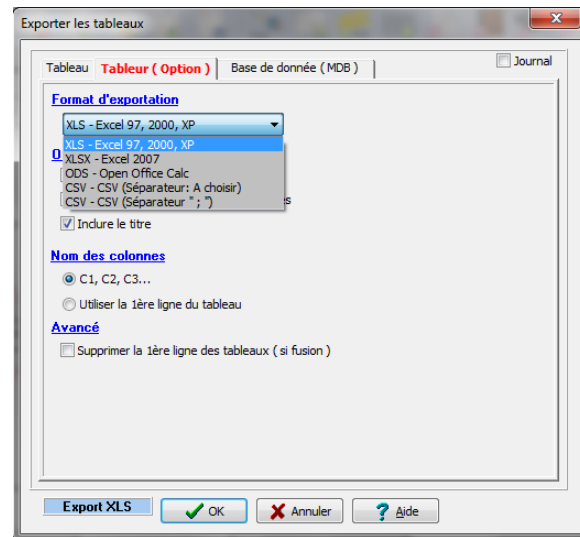 Exporter les tableaux
Tableau Tableur ( Option ) Base de donnée ( MDB ) Journal
Format d'exportation
XLS - Excel 97, 2000, XP
XLS - Excel 97, 2000, XP
XLSX - Excel 2007
ODS - Open Office Calc
CSV - CSV (Séparateur: A choisir)
CSV - CSV (Séparateur " ; ")
Inclure le titre
Nom des colonnes
C1, C2, C3...
Utiliser la 1ère ligne du tableau
Avancé
Supprimer la 1ère ligne des tableaux ( si fusion )
Export XLS OK Annuler ? Aide